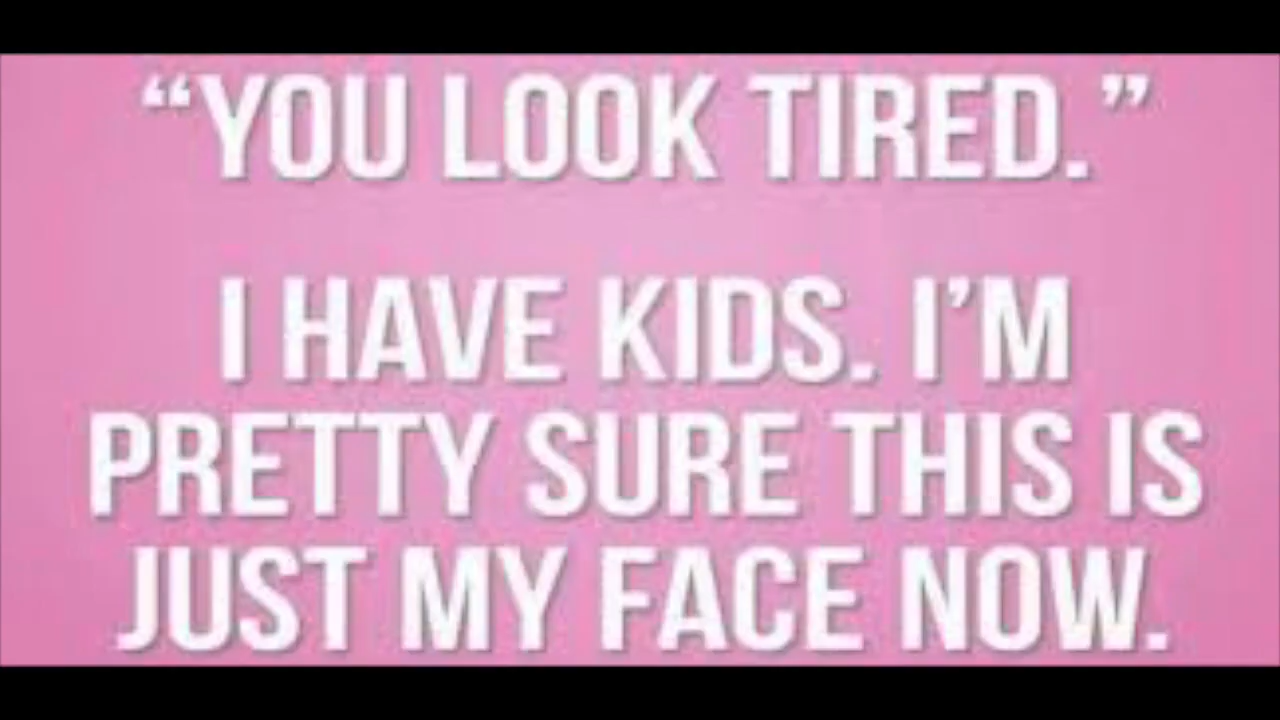 “YOU LOOK TIRED.”
I HAVE KIDS. I’M
PRETTY SURE THIS IS
JUST MY FACE NOW.